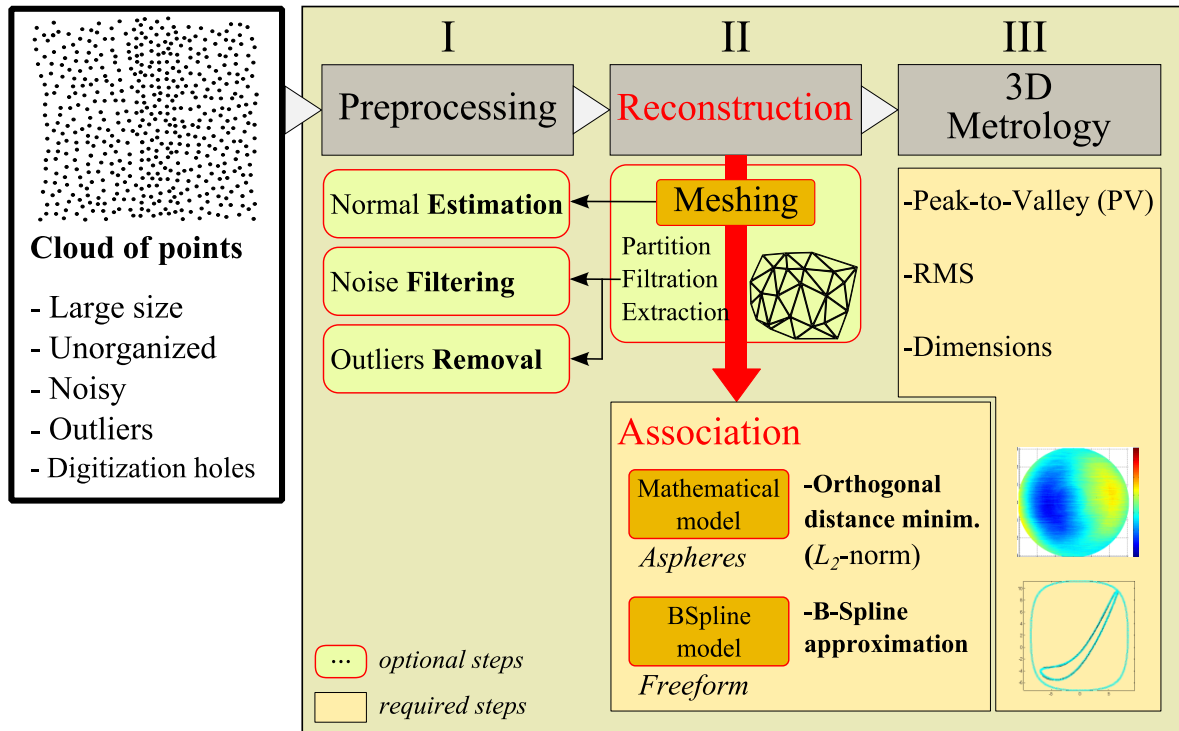 Cloud of points
- Large size
- Unorganized
- Noisy
- Outliers
- Digitization holes
I
II
III
Preprocessing
Reconstruction
3D
Metrology
Normal Estimation
Noise Filtering
Outliers Removal
Meshing
Partition
Filtration
Extraction
-Peak-to-Valley (PV)
-RMS
-Dimensions
Association
Mathematical
model
Aspheres
-Orthogonal
distance minim.
(L2-norm)
BSpline
model
Freeform
-B-Spline
approximation
... optional steps
required steps